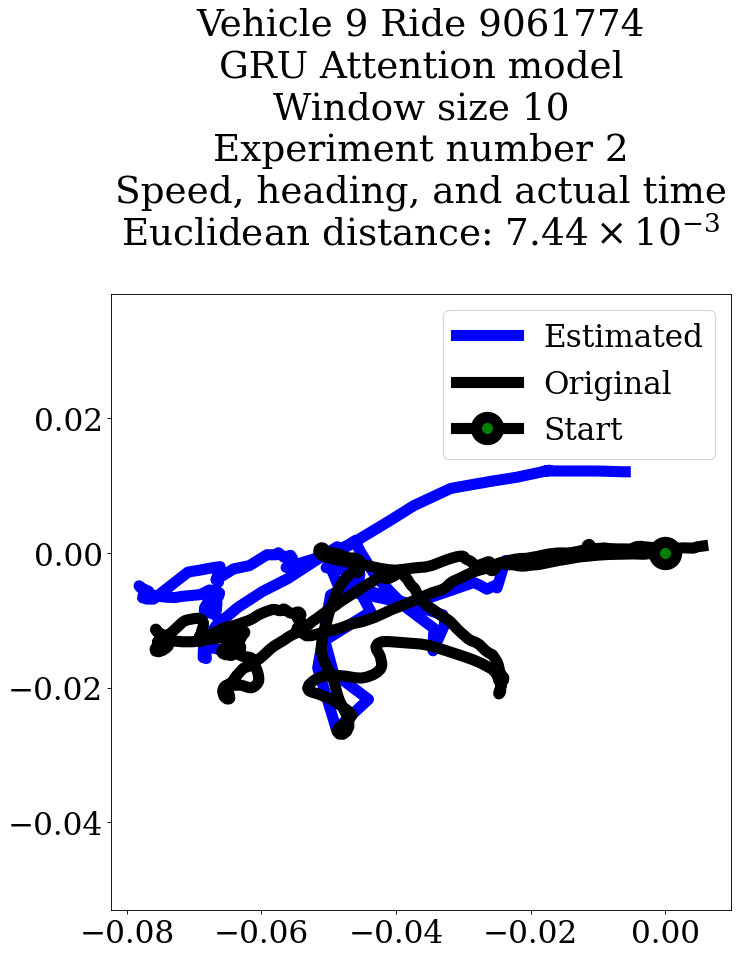 Vehicle 9 Ride 9061774
GRU Attention model
Window size 10
Experiment number 2
Speed, heading, and actual time
Euclidean distance: 7.44 × 10⁻³
Estimated
Original
Start
0.02
0.00
−0.02
−0.04
−0.08 −0.06 −0.04 −0.02 0.00